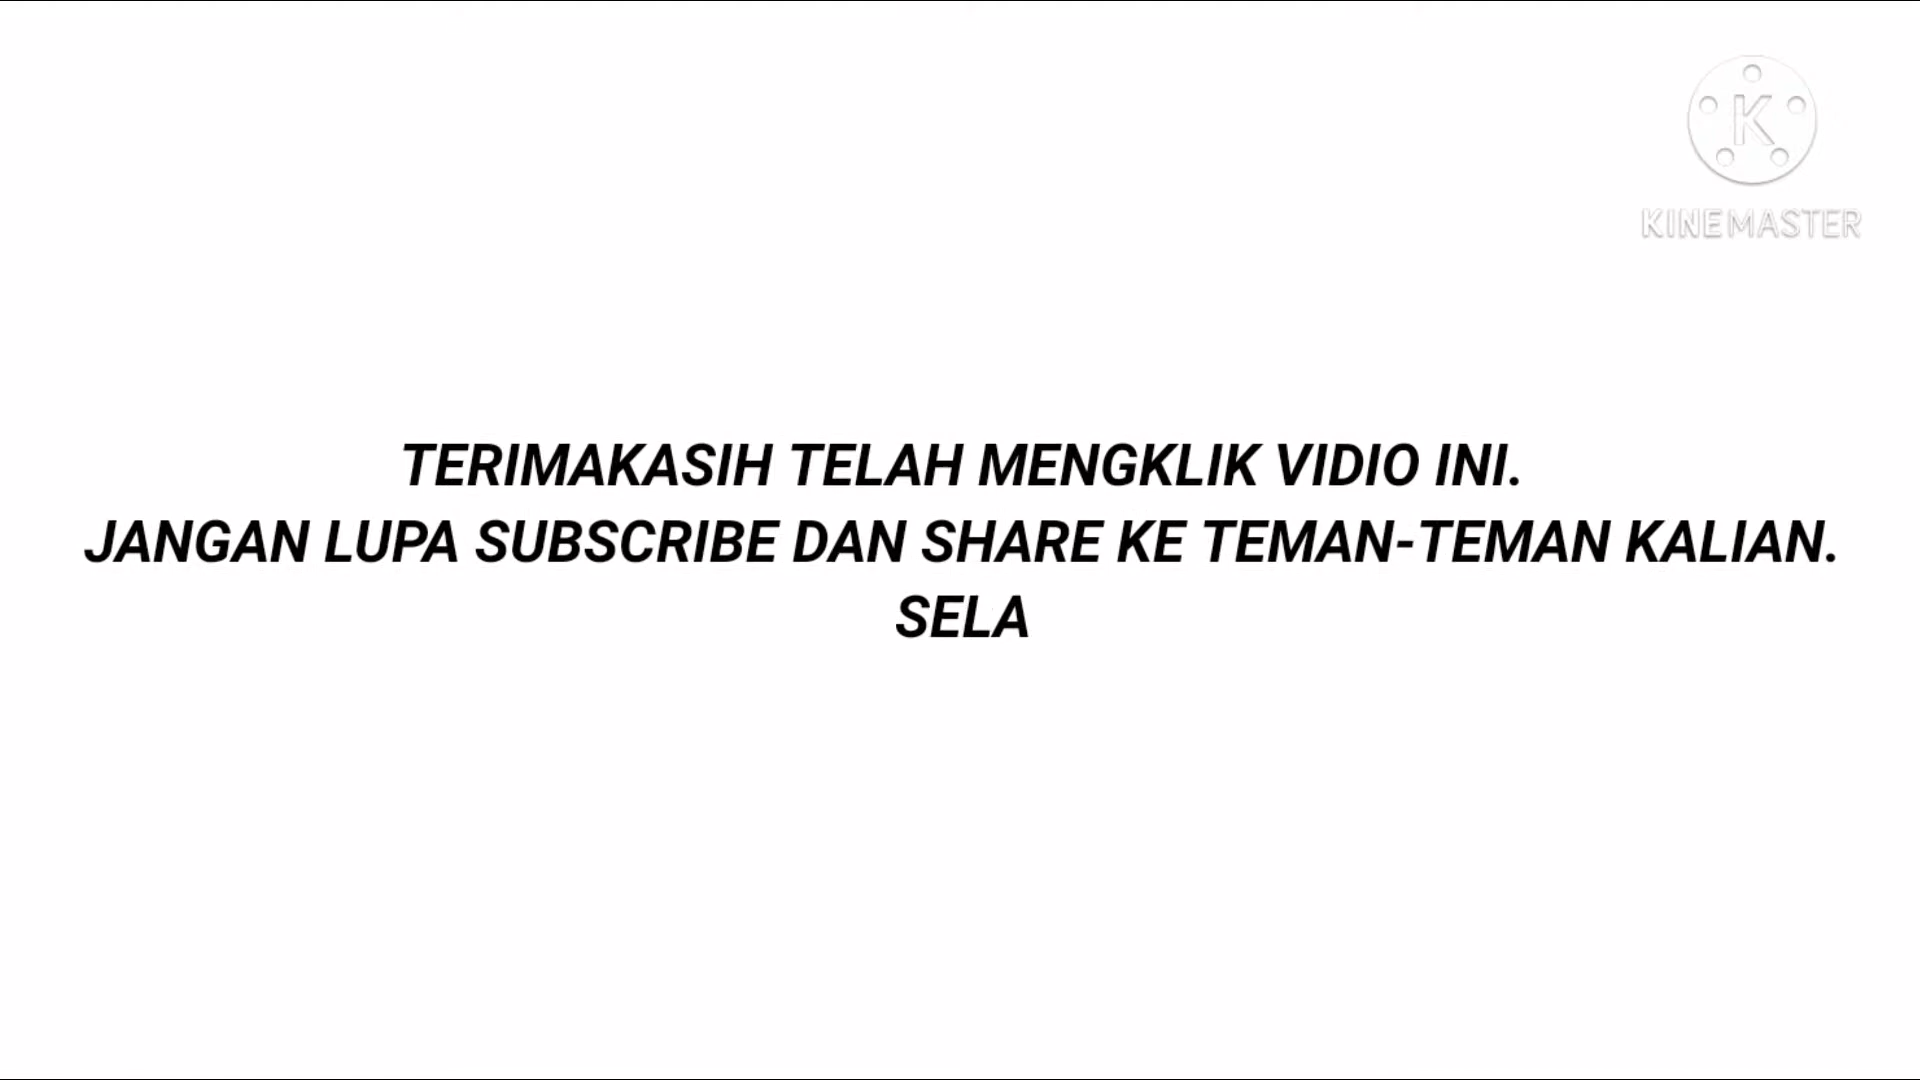 KINEMASTER
TERIMAKASIH TELAH MENGKLIK VIDIO INI.
JANGAN LUPA SUBSCRIBE DAN SHARE KE TEMAN-TEMAN KALIAN.
SELA